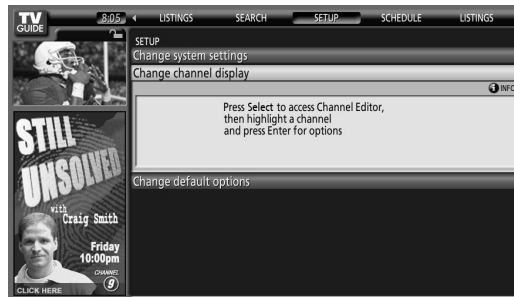 TV
GUIDE
8:05
LISTINGS SEARCH SETUP SCHEDULE LISTINGS
SETUP
Change system settings
Change channel display
i INFO
Press Select to access Channel Editor,
then highlight a channel
and press Enter for options
Change default options
STILL
UNSOLVED
with
Craig Smith
Friday
10:00pm
CHANNEL
9
CLICK HERE